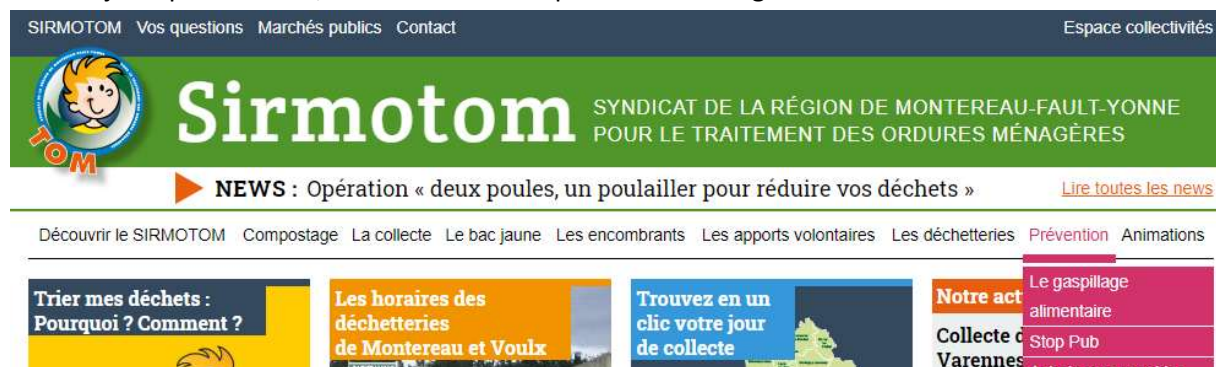 SIRMOTOM Vos questions Marchés publics Contact Espace collectivités
TOM
Sirmotom
SYNDICAT DE LA RÉGION DE MONTEREAU-FAULT-YONNE
POUR LE TRAITEMENT DES ORDURES MÉNAGÈRES
NEWS : Opération « deux poules, un poulailler pour réduire vos déchets » Lire toutes les news
Découvrir le SIRMOTOM Compostage La collecte Le bac jaune Les encombrants Les apports volontaires Les déchetteries Prévention Animations
Trier mes déchets :
Pourquoi ? Comment ?
Les horaires des
déchetteries
de Montereau et Voulx
Trouvez en un
clic votre jour
de collecte
Notre act
Collecte d
Varennes
Le gaspillage
alimentaire
Stop Pub